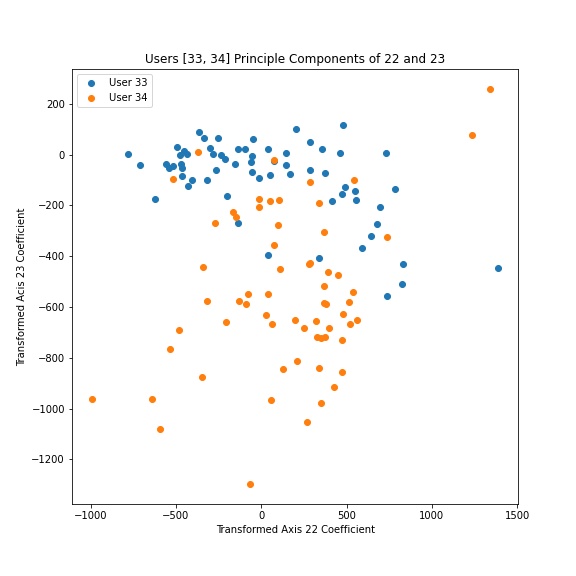 Users [33, 34] Principle Components of 22 and 23
User 33
User 34
Transformed Acis 23 Coefficient
200
0
−200
−400
−600
−800
−1000
−1200
−1000
−500
0
500
1000
1500
Transformed Axis 22 Coefficient